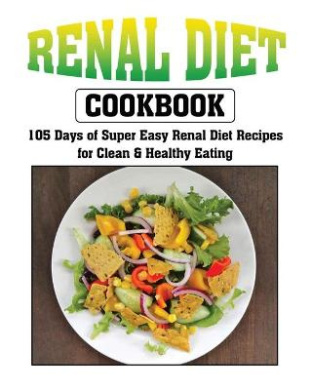 RENAL DIET
COOKBOOK
105 Days of Super Easy Renal Diet Recipes
for Clean & Healthy Eating